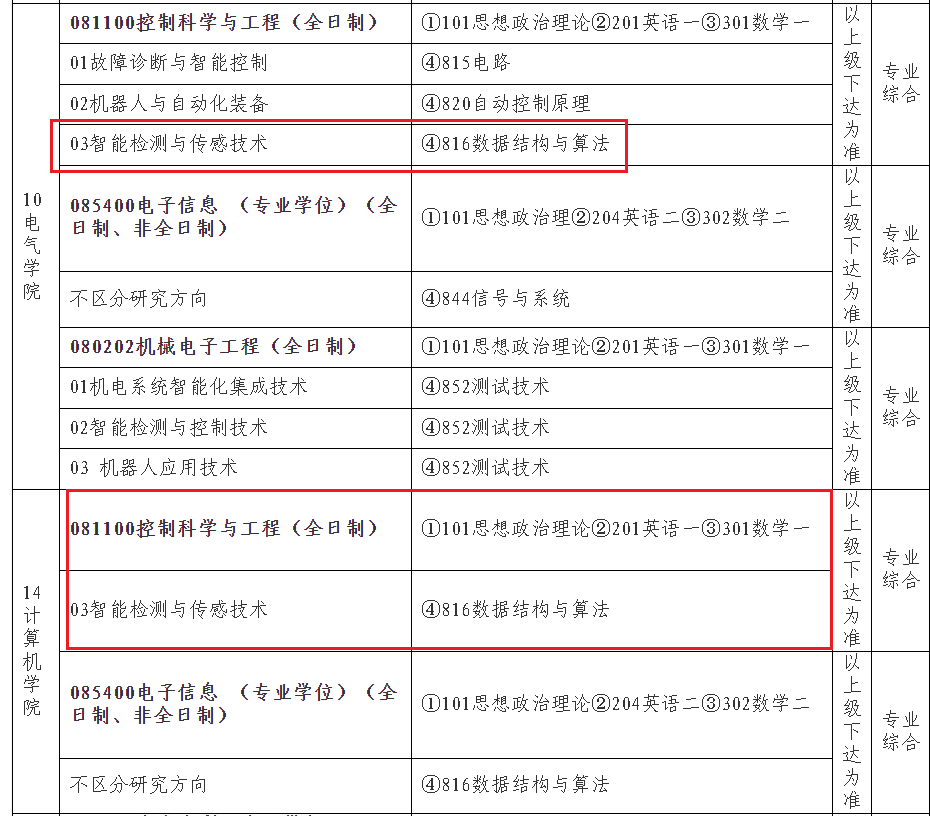 081100控制科学与工程（全日制）
①101思想政治理论②201英语一③301数学一
01故障诊断与智能控制
④815电路
02机器人与自动化装备
④820自动控制原理
03智能检测与传感技术
④816数据结构与算法
以
上
级
下
达
为
准
专业
综合
10
电
气
学
院
085400电子信息 （专业学位）（全
日制、非全日制）
①101思想政治理②204英语二③302数学二
不区分研究方向
④844信号与系统
以
上
级
下
达
为
准
专业
综合
080202机械电子工程（全日制）
①101思想政治理论②201英语一③301数学一
01机电系统智能化集成技术
④852测试技术
02智能检测与控制技术
④852测试技术
03 机器人应用技术
④852测试技术
以
上
级
下
达
为
准
专业
综合
14
计
算
机
学
院
081100控制科学与工程（全日制）
①101思想政治理论②201英语一③301数学一
03智能检测与传感技术
④816数据结构与算法
以
上
级
下
达
为
准
专业
综合
085400电子信息 （专业学位）（全
日制、非全日制）
①101思想政治理论②204英语二③302数学二
不区分研究方向
④816数据结构与算法
以
上
级
下
达
为
准
专业
综合